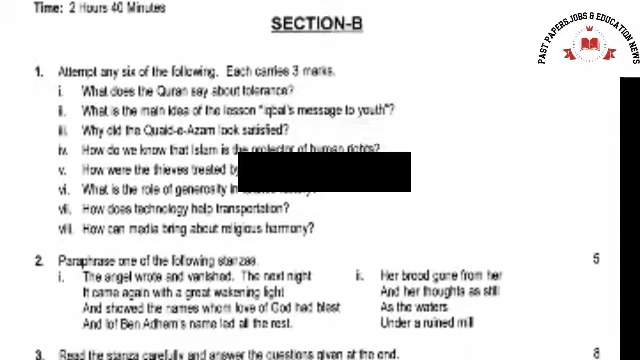 Time: 2 Hours 40 Minutes
SECTION-B
PAST PAPERS,JOBS & EDUCATION NEWS
1. Attempt any six of the following. Each carries 3 marks.
i. What does the Quran say about tolerance?
ii. What is the main idea of the lesson "Iqbal's message to youth"?
iii. Why did the Quaid-e-Azam look satisfied?
iv. How do we know that Islam is the protector of human rights?
v. How were the thieves treated by
vi. What is the role of generosity in
vii. How does technology help transportation?
viii. How can media bring about religious harmony?
2. Paraphrase one of the following stanzas. 5
i. The angel wrote and vanished. The next night
It came again with a great wakening light
And showed the names whom love of God had blest
And lo! Ben Adhem's name led all the rest.
ii. Her brood gone from her
And her thoughts as still
As the waters
Under a ruined mill
3. Read the stanza carefully and answer the questions given at the end. 8